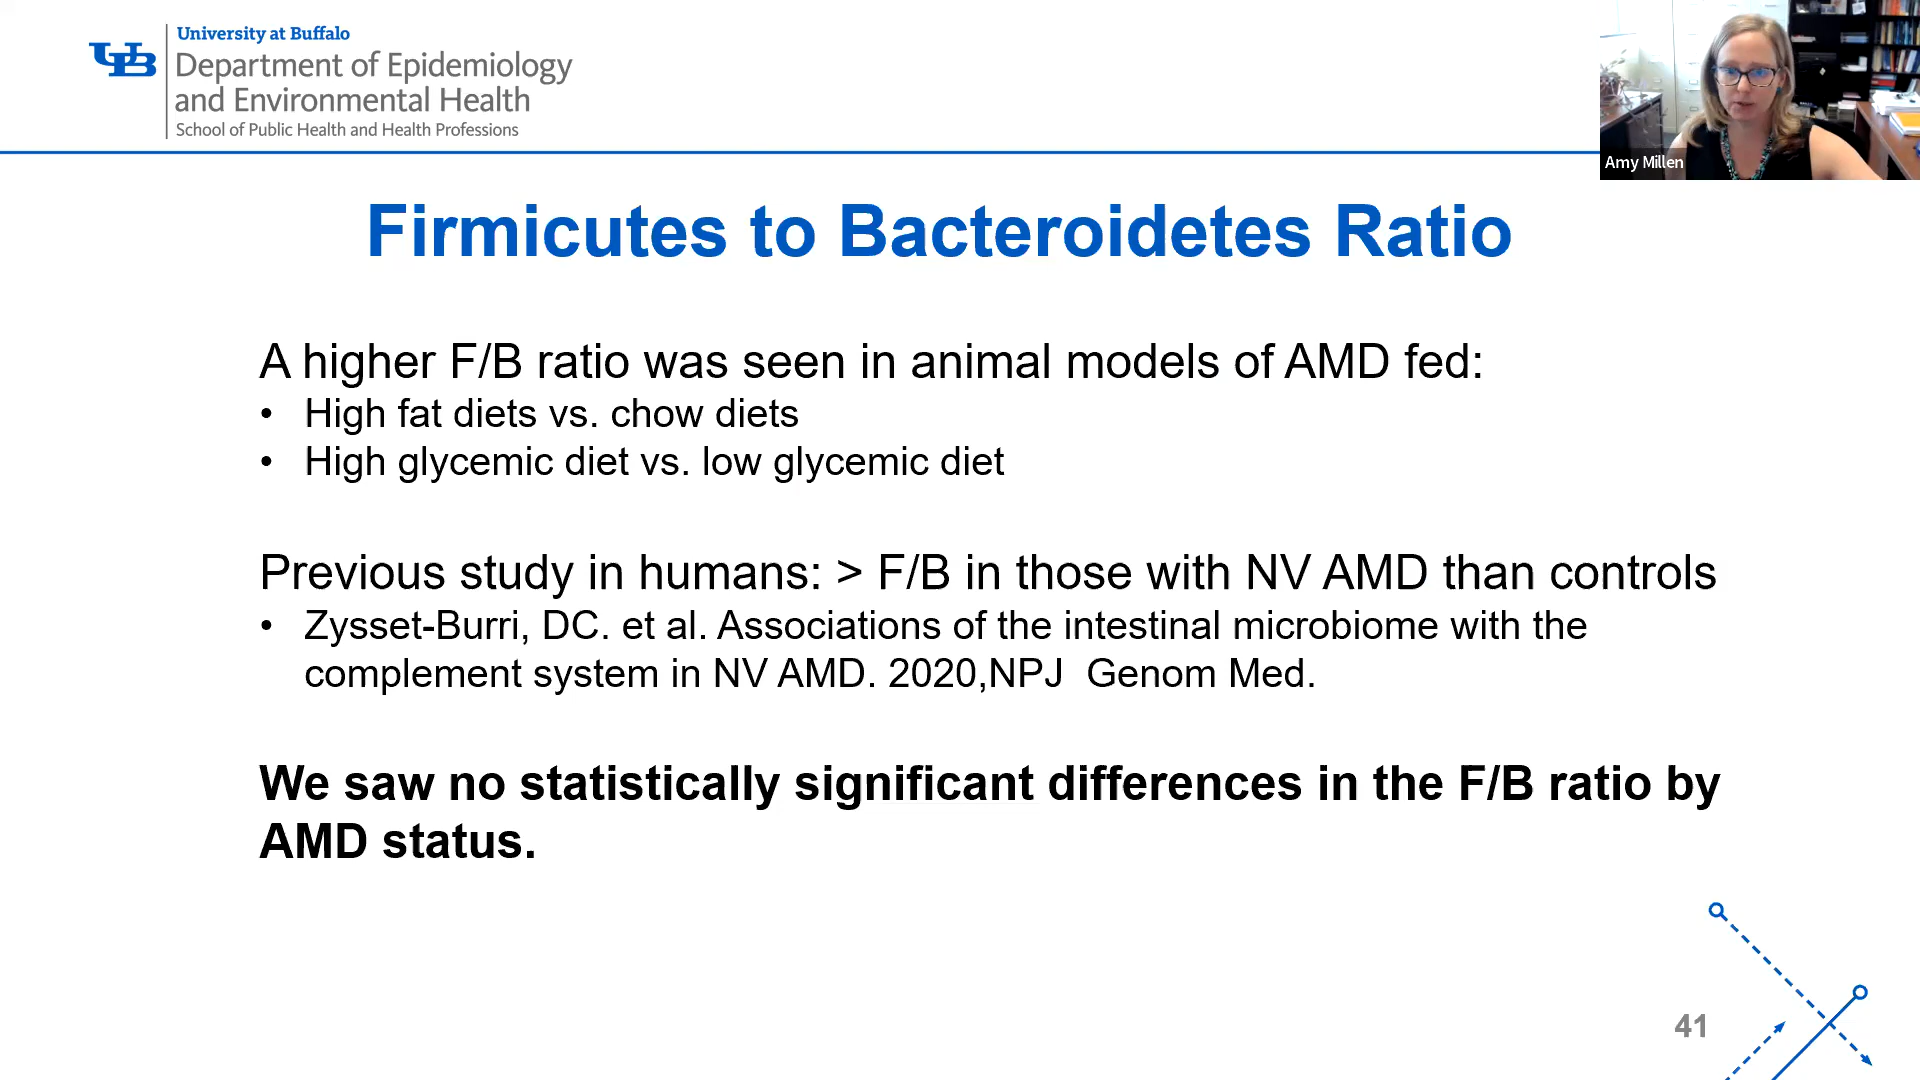 University at Buffalo
Department of Epidemiology
and Environmental Health
School of Public Health and Health Professions
UB
Amy Millen
Firmicutes to Bacteroidetes Ratio
A higher F/B ratio was seen in animal models of AMD fed:
• High fat diets vs. chow diets
• High glycemic diet vs. low glycemic diet
Previous study in humans: > F/B in those with NV AMD than controls
• Zysset-Burri, DC. et al. Associations of the intestinal microbiome with the
complement system in NV AMD. 2020,NPJ  Genom Med.
We saw no statistically significant differences in the F/B ratio by
AMD status.
41